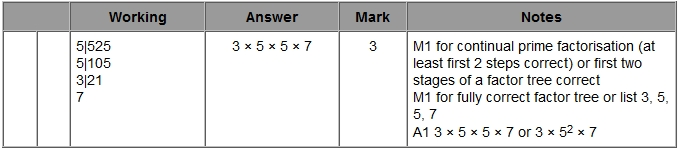 Working Answer Mark Notes
5|525 3 × 5 × 5 × 7 3 M1 for continual prime factorisation (at
5|105 least first 2 steps correct) or first two
3|21 stages of a factor tree correct
7 M1 for fully correct factor tree or list 3, 5,
5, 7
A1 3 × 5 × 5 × 7 or 3 × 5² × 7